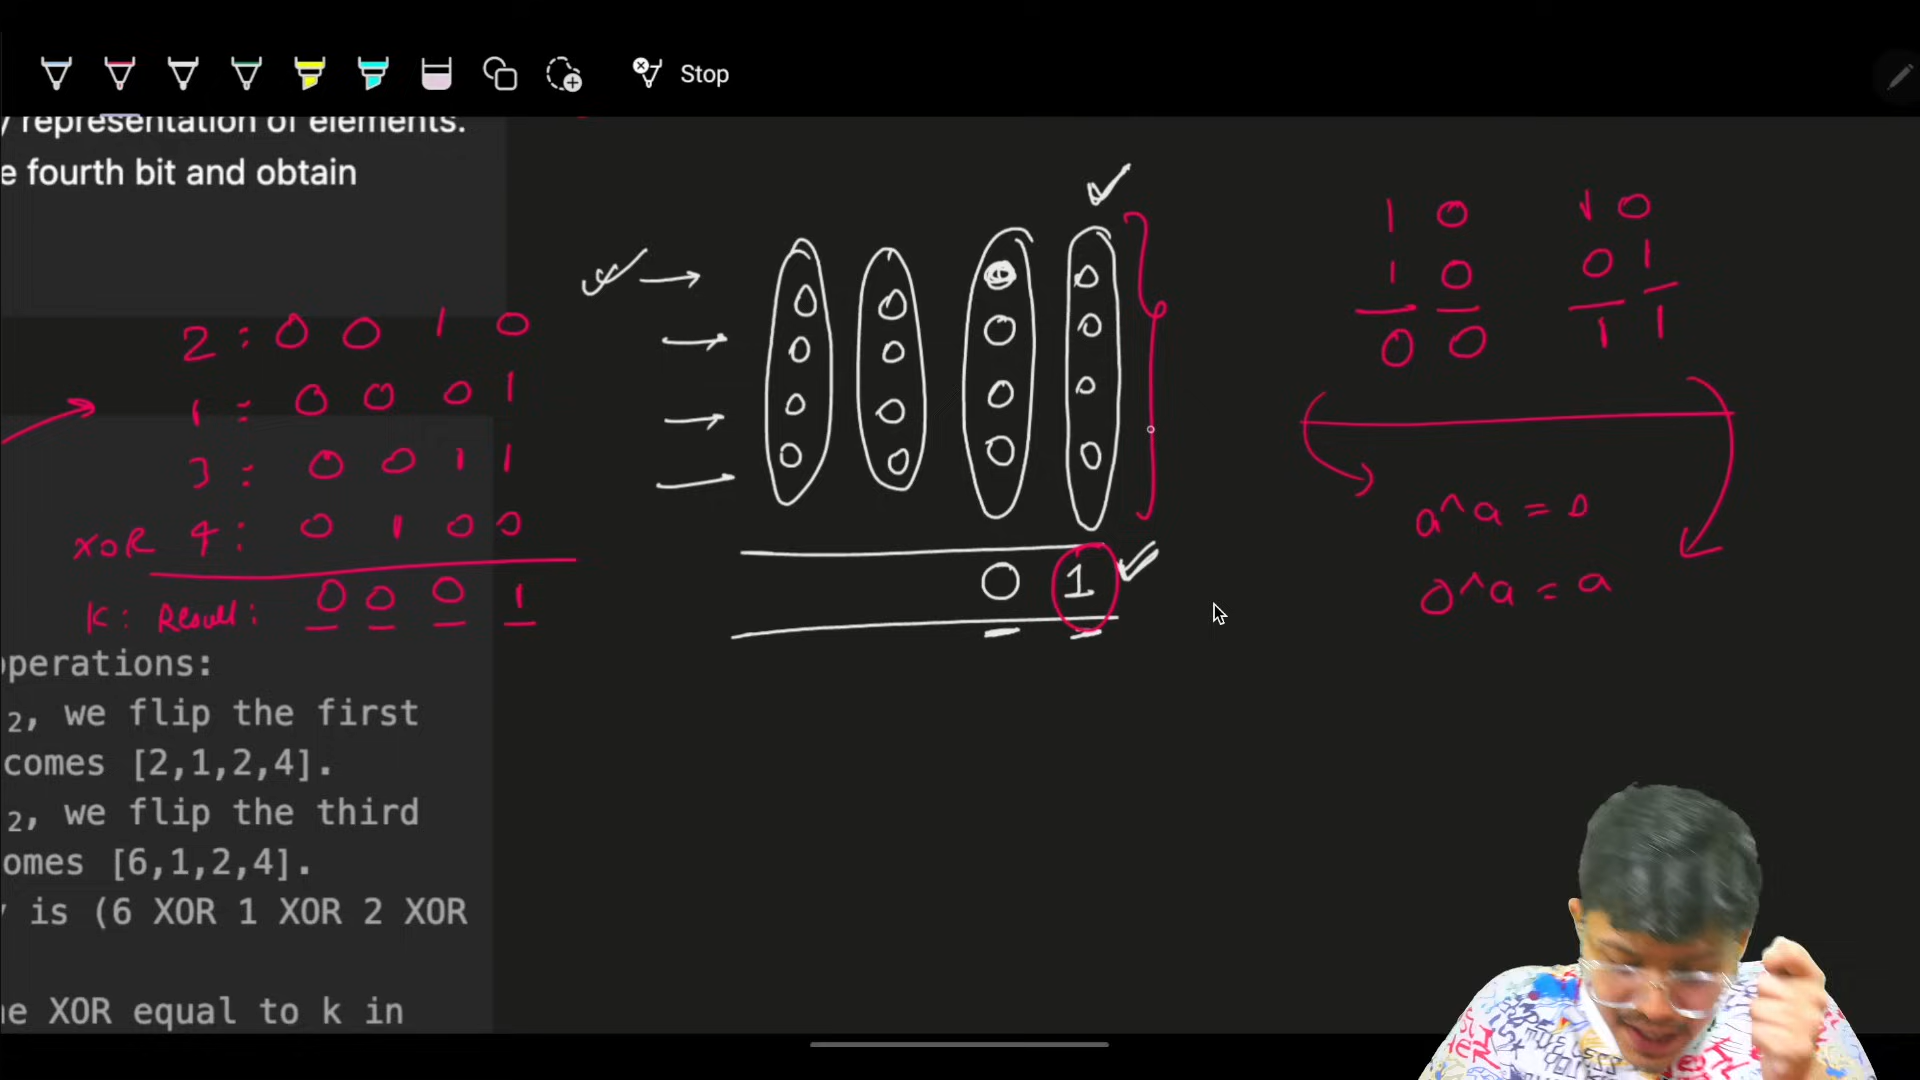 Stop
y representation of elements.
e fourth bit and obtain
2 : 0 0 1 0
1 : 0 0 0 1
3 : 0 0 1 1
XOR 4 : 0 1 0 0
K : Result : 0 0 0 1
perations:
2, we flip the first
comes [2,1,2,4].
2, we flip the third
omes [6,1,2,4].
is (6 XOR 1 XOR 2 XOR
e XOR equal to k in
0 0 0 0
0 0 0 0
0 0 0 0
0 0 0 0
0 1
1 0 1 0
1 0 0 1
0 0 1 1
a^a = 0
0^a = a